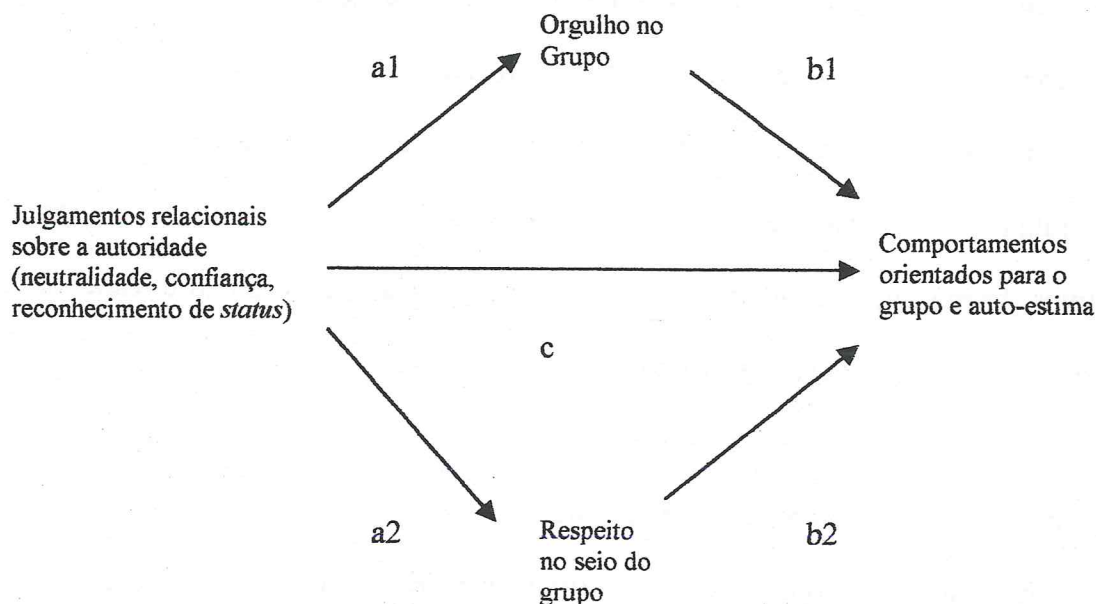 Orgulho no
Grupo
a1
b1
Julgamentos relacionais
sobre a autoridade
(neutralidade, confiança,
reconhecimento de status)
Comportamentos
orientados para o
grupo e auto-estima
c
a2
Respeito
no seio do
grupo
b2